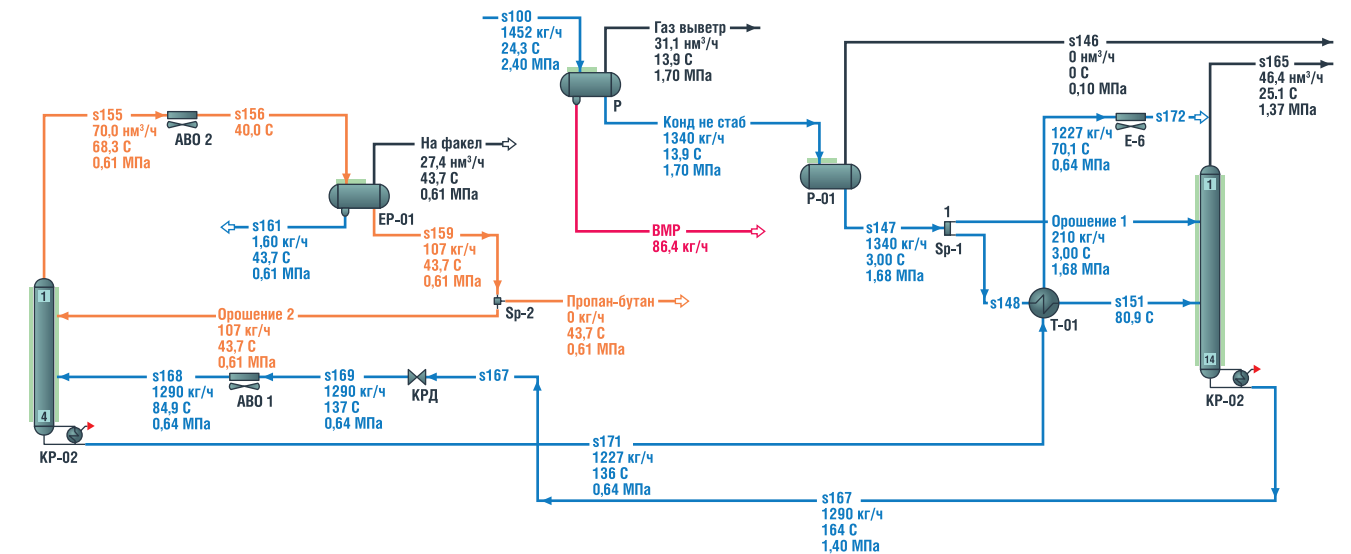 s100
1452 кг/ч
24,3 C
2,40 МПа
Газ выветр
31,1 нм³/ч
13,9 C
1,70 МПа
P
s146
0 нм³/ч
0 C
0,10 МПа
s165
46,4 нм³/ч
25.1 C
1,37 МПа
s155
70,0 нм³/ч
68,3 C
0,61 МПа
АВО 2
s156
40,0 C
На факел
27,4 нм³/ч
43,7 C
0,61 МПа
EP-01
Конд не стаб
1340 кг/ч
13,9 C
1,70 МПа
P-01
1227 кг/ч
70,1 C
0,64 МПа
E-6
s172
s161
1,60 кг/ч
43,7 C
0,61 МПа
s159
107 кг/ч
43,7 C
0,61 МПа
ВМР
86,4 кг/ч
s147
1340 кг/ч
3,00 C
1,68 МПа
1
Sp-1
Орошение 1
210 кг/ч
3,00 C
1,68 МПа
1
14
KP-02
s148
T-01
s151
80,9 C
1
4
KP-02
Орошение 2
107 кг/ч
43,7 C
0,61 МПа
Sp-2
Пропан-бутан
0 кг/ч
43,7 C
0,61 МПа
s168
1290 кг/ч
84,9 C
0,64 МПа
АВО 1
s169
1290 кг/ч
137 C
0,64 МПа
КРД
s167
s171
1227 кг/ч
136 C
0,64 МПа
s167
1290 кг/ч
164 C
1,40 МПа